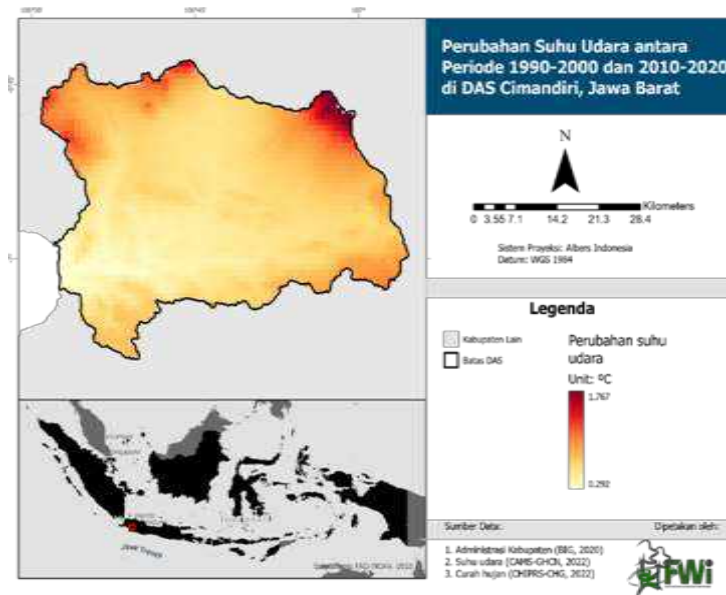 Perubahan Suhu Udara antara
Periode 1990-2000 dan 2010-2020
di DAS Cimandiri, Jawa Barat
N
Kilometers
0 3.55 7.1 14.2 21.3 28.4
Sistem Proyeksi: Albers Indonesia
Datum: WGS 1984
Legenda
Kabupaten Lain
Batas DAS
Perubahan suhu
udara
Unit: ºC
1.767
0.292
Sumber Data:
Dipetakan oleh:
1. Administrasi Kabupaten (BIG, 2020)
2. Suhu udara (CAMS-GHCN, 2022)
3. Curah hujan (CHIPRS-CHG, 2022)
FWi